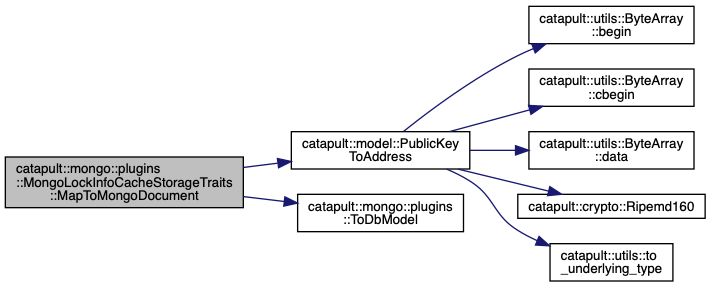 catapult::mongo::plugins
::MongoLockInfoCacheStorageTraits
::MapToMongoDocument
catapult::model::PublicKey
ToAddress
catapult::mongo::plugins
::ToDbModel
catapult::utils::ByteArray
::begin
catapult::utils::ByteArray
::cbegin
catapult::utils::ByteArray
::data
catapult::crypto::Ripemd160
catapult::utils::to
_underlying_type